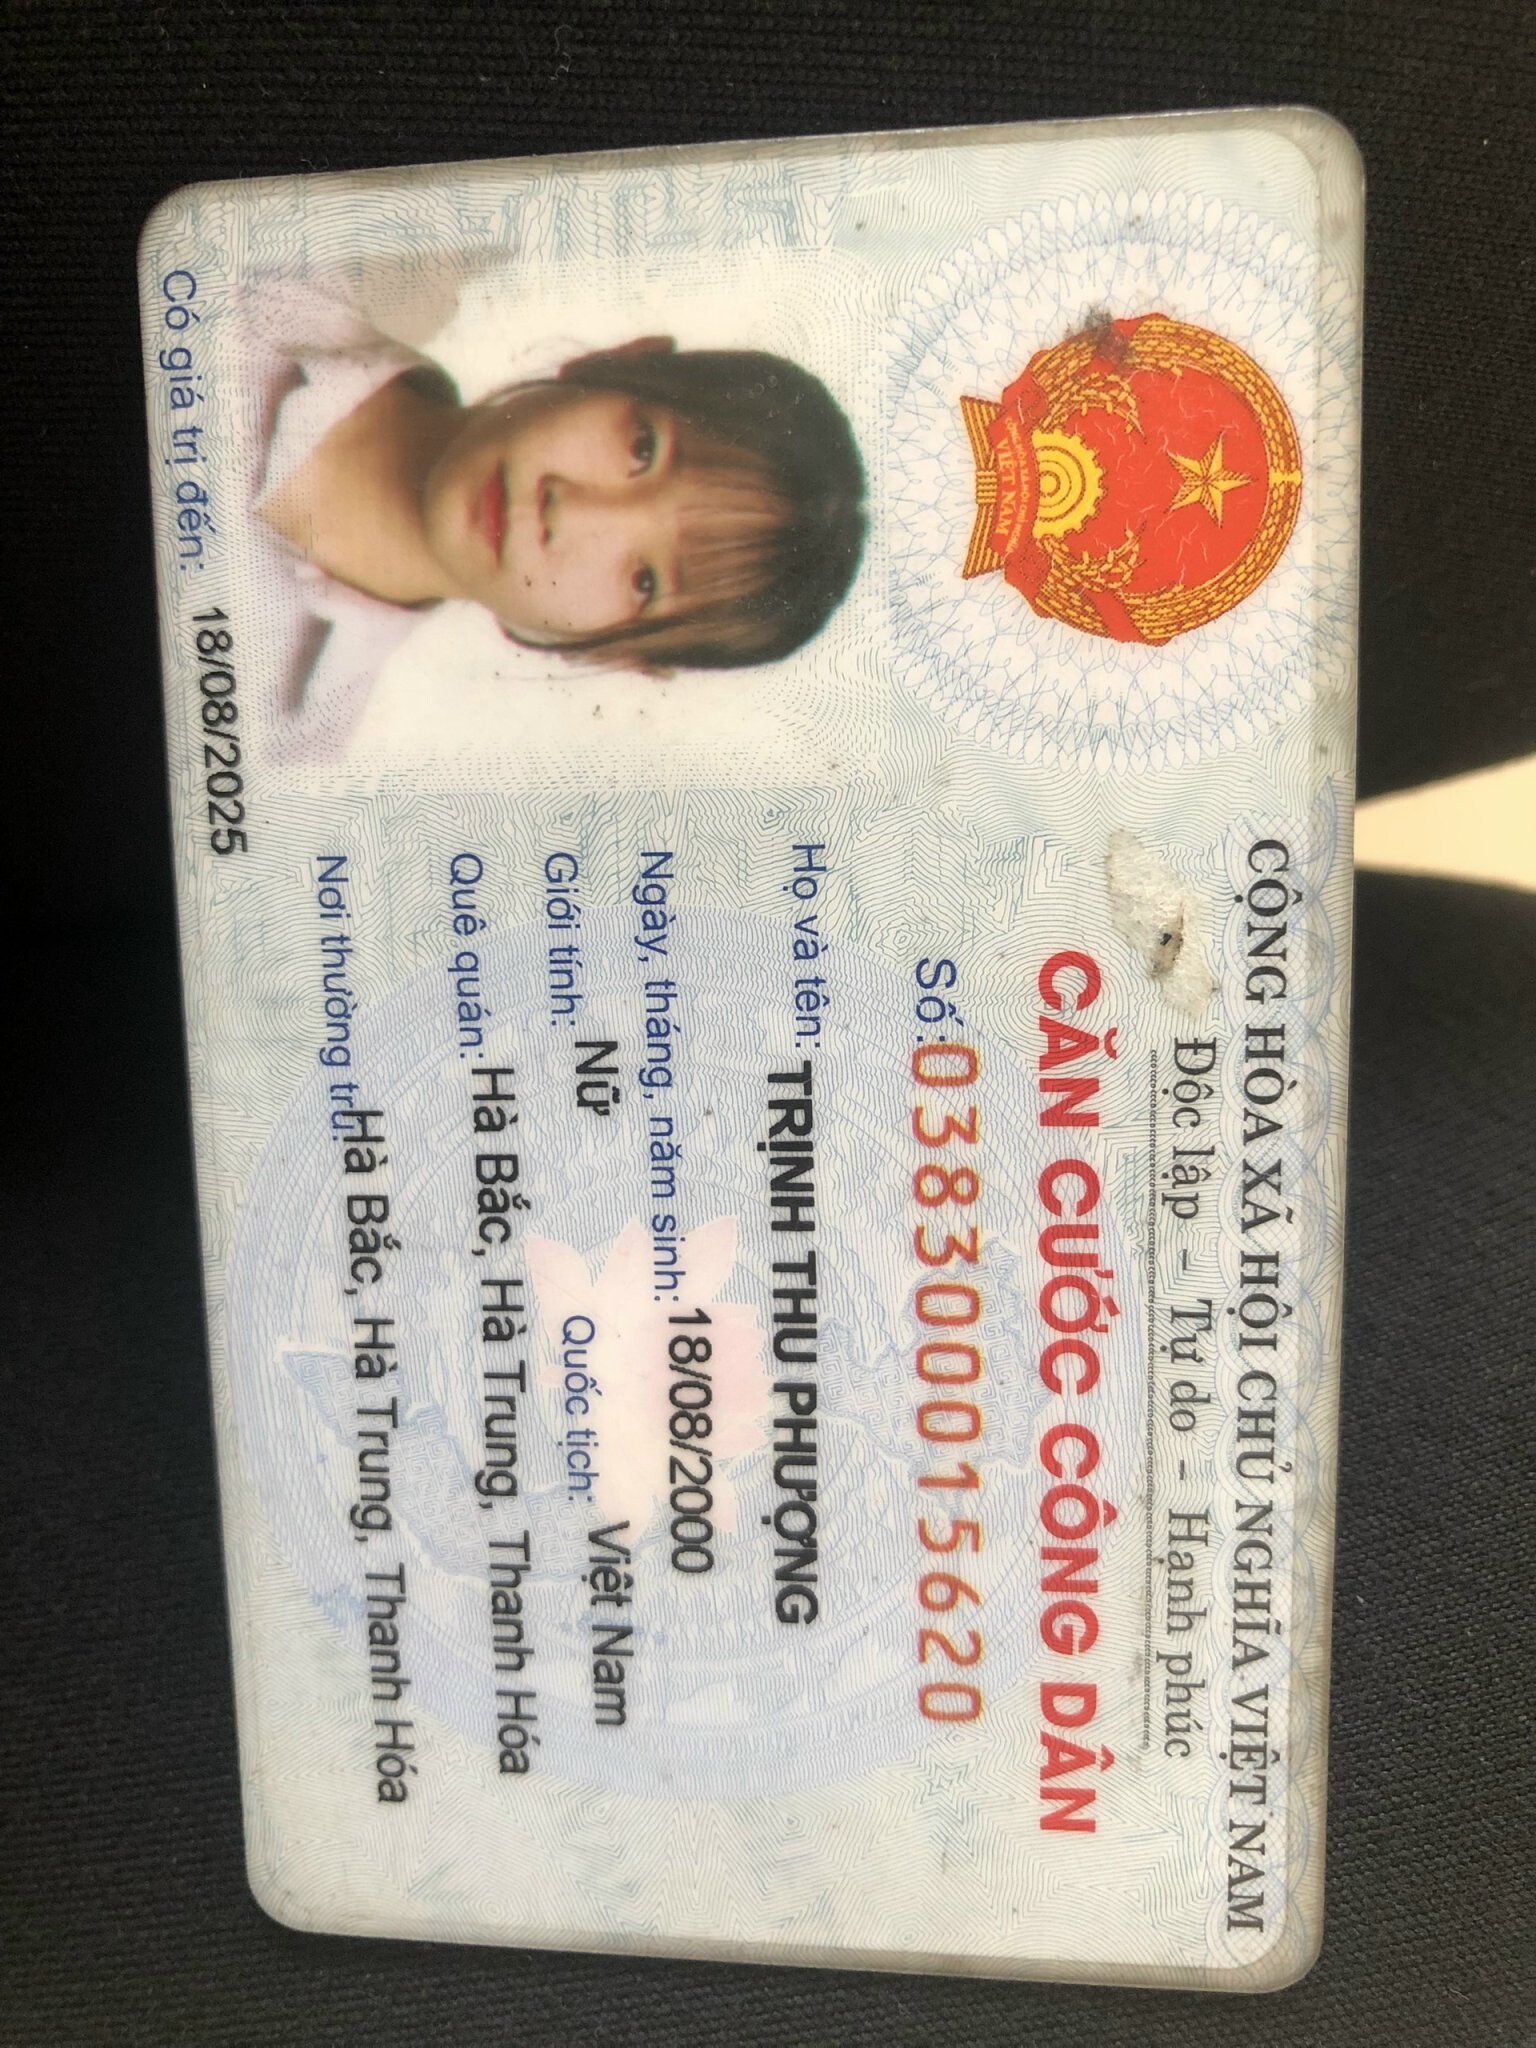 CỘNG HÒA XÃ HỘI CHỦ NGHĨA VIỆT NAM
Độc lập - Tự do - Hạnh phúc
CĂN CƯỚC CÔNG DÂN
Số: 038300015620
Họ và tên: TRỊNH THU PHƯỢNG
Ngày, tháng, năm sinh: 18/08/2000
Giới tính: Nữ Quốc tịch: Việt Nam
Quê quán: Hà Bắc, Hà Trung, Thanh Hóa
Nơi thường trú: Hà Bắc, Hà Trung, Thanh Hóa
Có giá trị đến: 18/08/2025
VIỆT NAM